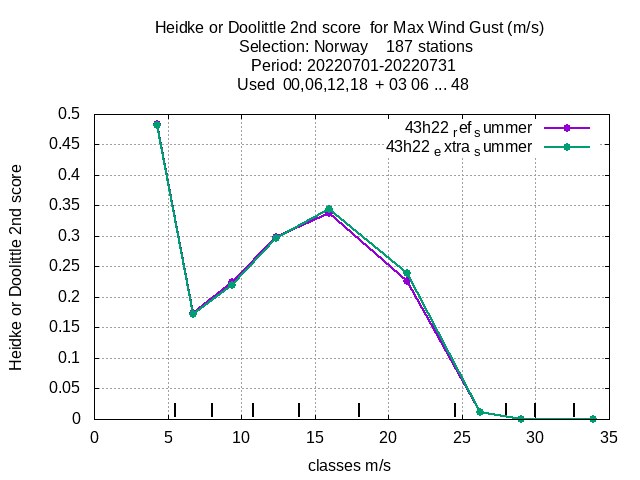 Heidke or Doolittle 2nd score  for Max Wind Gust (m/s)
Selection: Norway    187 stations
Period: 20220701-20220731
Used  00,06,12,18  + 03 06 ... 48
43h22 ref summer
43h22 extra summer
Heidke or Doolittle 2nd score
0.5
0.45
0.4
0.35
0.3
0.25
0.2
0.15
0.1
0.05
0
0 5 10 15 20 25 30 35
classes m/s